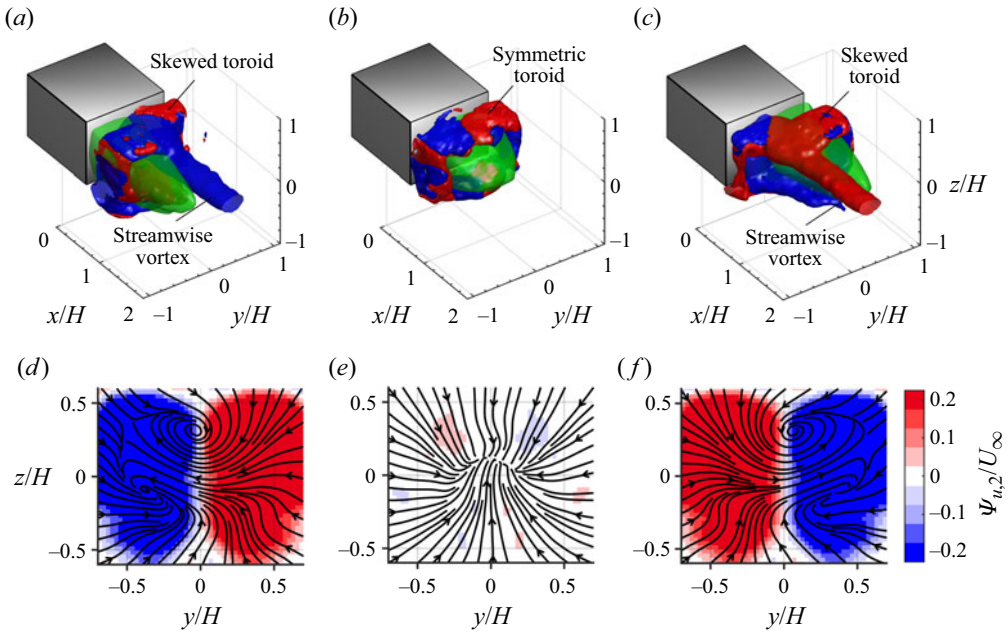 (a)
(b)
(c)
Skewed toroid
Symmetric
toroid
Skewed
toroid
1
0
–1
1
0
–1
1
0
z/H
–1
Streamwise
vortex
Streamwise
vortex
0
1
2
–1
0
1
x/H
y/H
0
1
2
–1
0
1
x/H
y/H
0
1
2
–1
0
1
x/H
y/H
(d)
(e)
(f)
z/H
0.5
0
–0.5
0.5
0
–0.5
0.5
0
–0.5
–0.5
0
0.5
–0.5
0
0.5
–0.5
0
0.5
y/H
y/H
y/H
0.2
0.1
0
–0.1
–0.2
Ψu,2/U∞